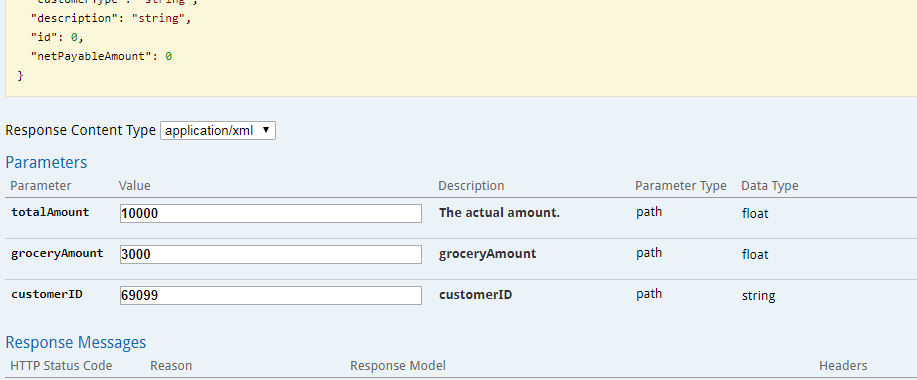 "customerType": "string",
"description": "string",
"id": 0,
"netPayableAmount": 0
}
Response Content Type application/xml
Parameters
Parameter Value Description Parameter Type Data Type
totalAmount 10000 The actual amount. path float
groceryAmount 3000 groceryAmount path float
customerID 69099 customerID path string
Response Messages
HTTP Status Code Reason Response Model Headers